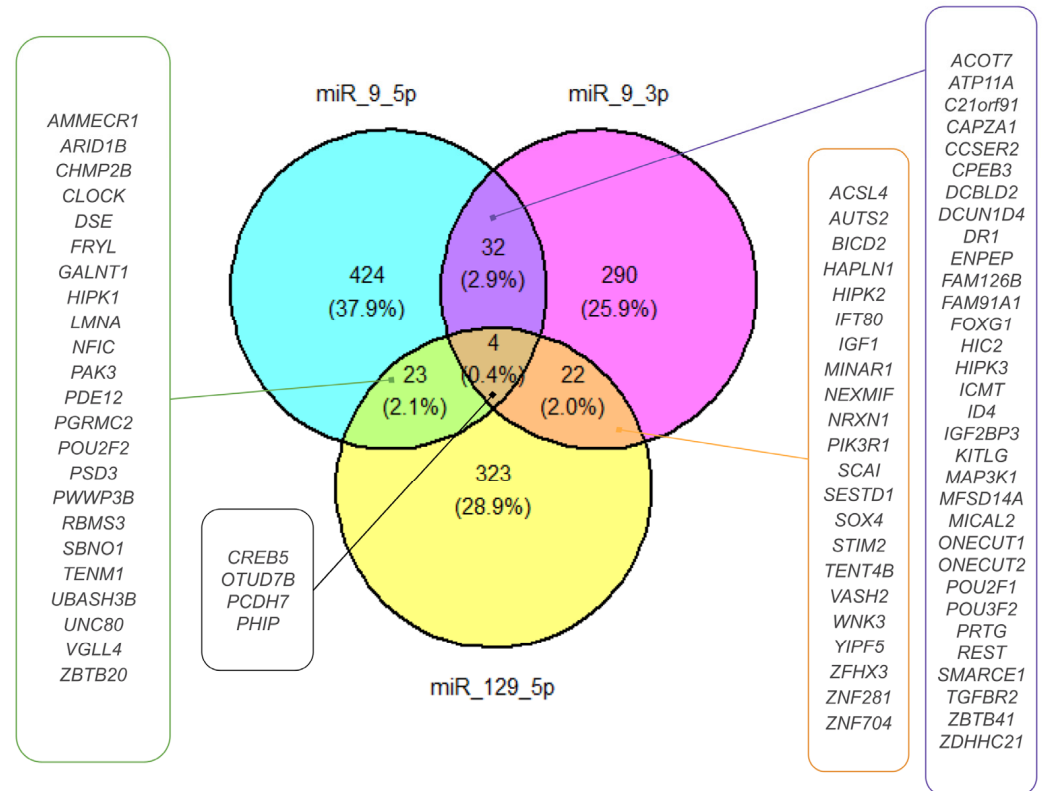 miR_9_5p
miR_9_3p
miR_129_5p
424
(37.9%)
32
(2.9%)
290
(25.9%)
4
(0.4%)
23
(2.1%)
22
(2.0%)
323
(28.9%)
AMMECR1
ARID1B
CHMP2B
CLOCK
DSE
FRYL
GALNT1
HIPK1
LMNA
NFIC
PAK3
PDE12
PGRMC2
POU2F2
PSD3
PWWP3B
RBMS3
SBNO1
TENM1
UBASH3B
UNC80
VGLL4
ZBTB20
CREB5
OTUD7B
PCDH7
PHIP
ACSL4
AUTS2
BICD2
HAPLN1
HIPK2
IFT80
IGF1
MINAR1
NEXMIF
NRXN1
PIK3R1
SCAI
SESTD1
SOX4
STIM2
TENT4B
VASH2
WNK3
YIPF5
ZFHX3
ZNF281
ZNF704
ACOT7
ATP11A
C21orf91
CAPZA1
CCSER2
CPEB3
DCBLD2
DCUN1D4
DR1
ENPEP
FAM126B
FAM91A1
FOXG1
HIC2
HIPK3
ICMT
ID4
IGF2BP3
KITLG
MAP3K1
MFSD14A
MICAL2
ONECUT1
ONECUT2
POU2F1
POU3F2
PRTG
REST
SMARCE1
TGFBR2
ZBTB41
ZDHHC21